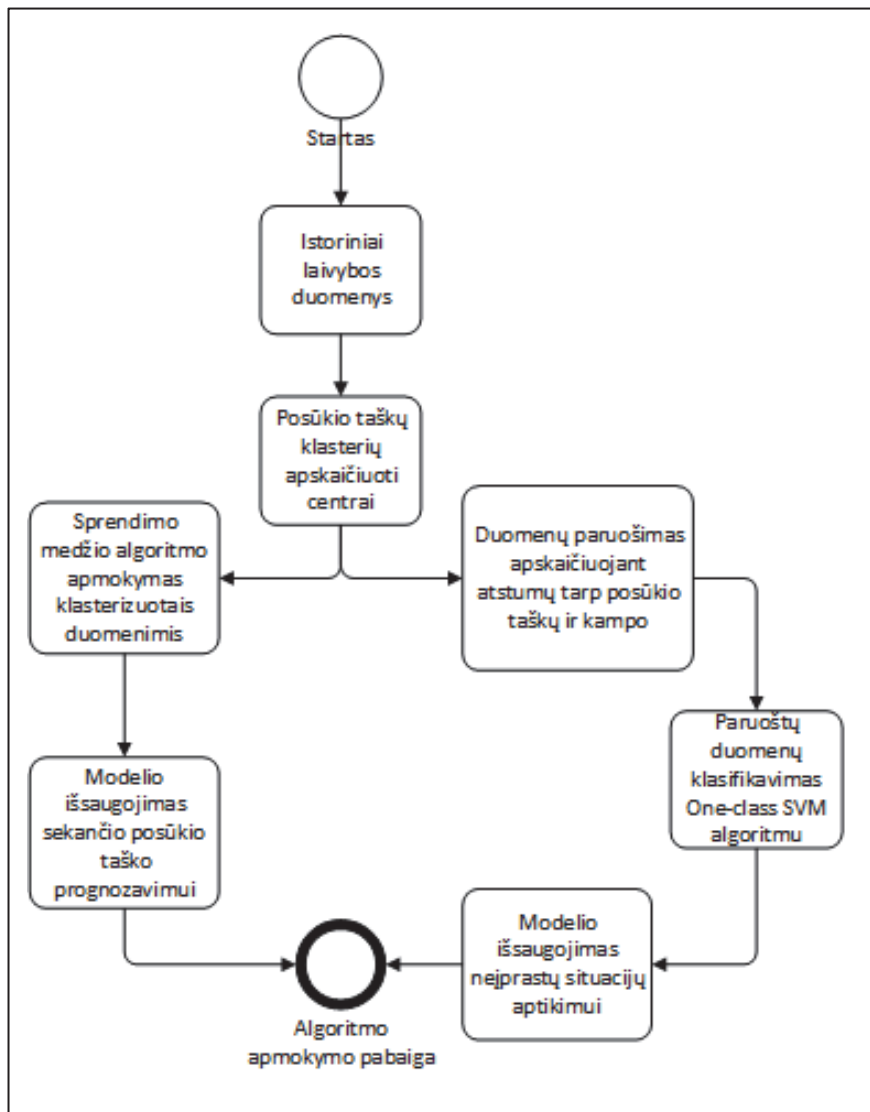 Startas
Istoriniai
laivybos
duomenys
Posūkio taškų
klasterių
apskaičiuoti
centrai
Sprendimo
medžio algoritmo
apmokymas
klasterizuotais
duomenimis
Duomenų paruošimas
apskaičiuojant
atstumų tarp posūkio
taškų ir kampo
Modelio
išsaugojimas
sekančio posūkio
taško
prognozavimui
Paruoštų
duomenų
klasifikavimas
One-class SVM
algoritmu
Modelio
išsaugojimas
neįprastų situacijų
aptikimui
Algoritmo
apmokymo pabaiga